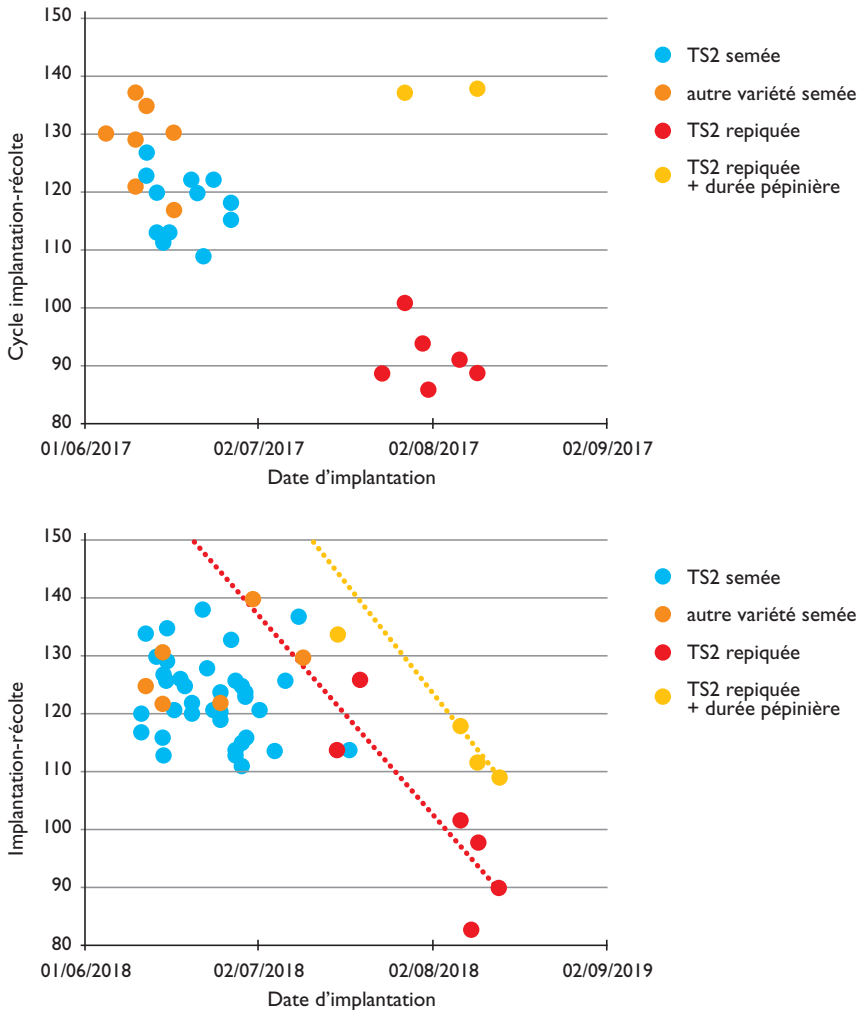 150
140
130
120
110
100
90
80
Cycle implantation-récolte
01/06/2017
02/07/2017
02/08/2017
02/09/2017
Date d'implantation
TS2 semée
autre variété semée
TS2 repiquée
TS2 repiquée
+ durée pépinière
150
140
130
120
110
100
90
80
Implantation-récolte
01/06/2018
02/07/2018
02/08/2018
02/09/2019
Date d'implantation
TS2 semée
autre variété semée
TS2 repiquée
TS2 repiquée
+ durée pépinière